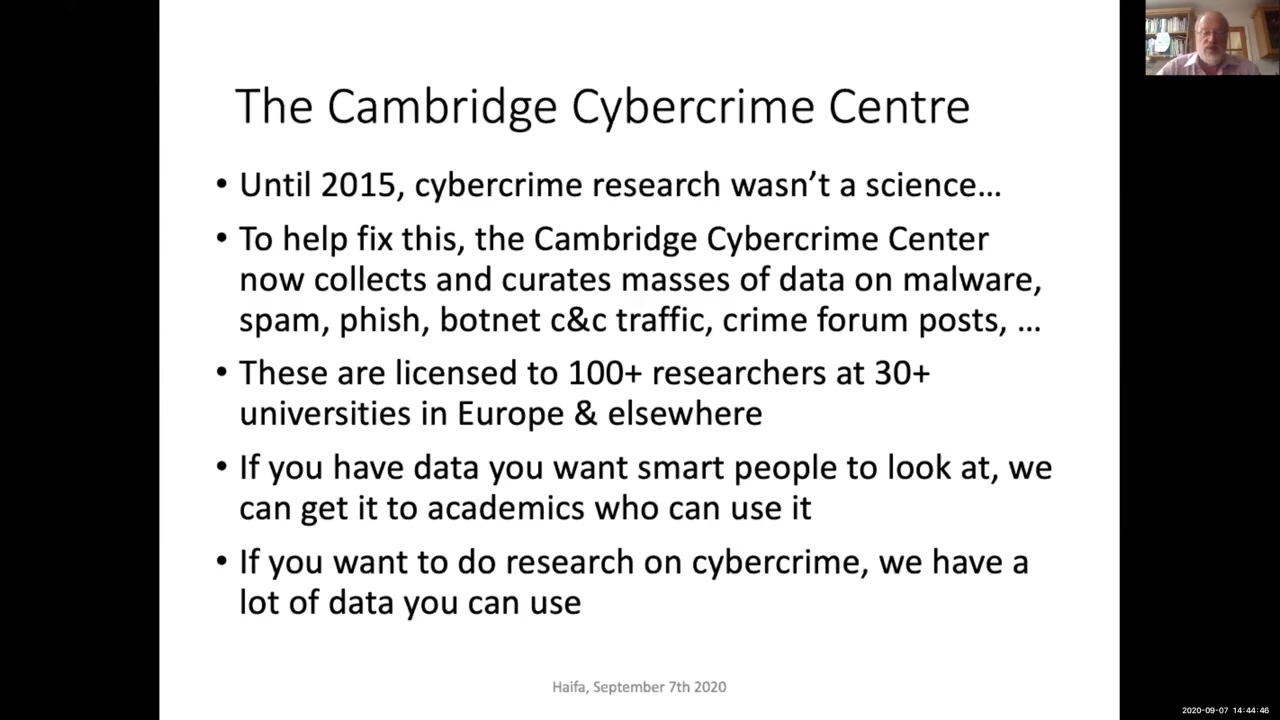 The Cambridge Cybercrime Centre
• Until 2015, cybercrime research wasn’t a science…
• To help fix this, the Cambridge Cybercrime Center
now collects and curates masses of data on malware,
spam, phish, botnet c&c traffic, crime forum posts, …
• These are licensed to 100+ researchers at 30+
universities in Europe & elsewhere
• If you have data you want smart people to look at, we
can get it to academics who can use it
• If you want to do research on cybercrime, we have a
lot of data you can use
Haifa, September 7th 2020
2020-09-07 14:44:46